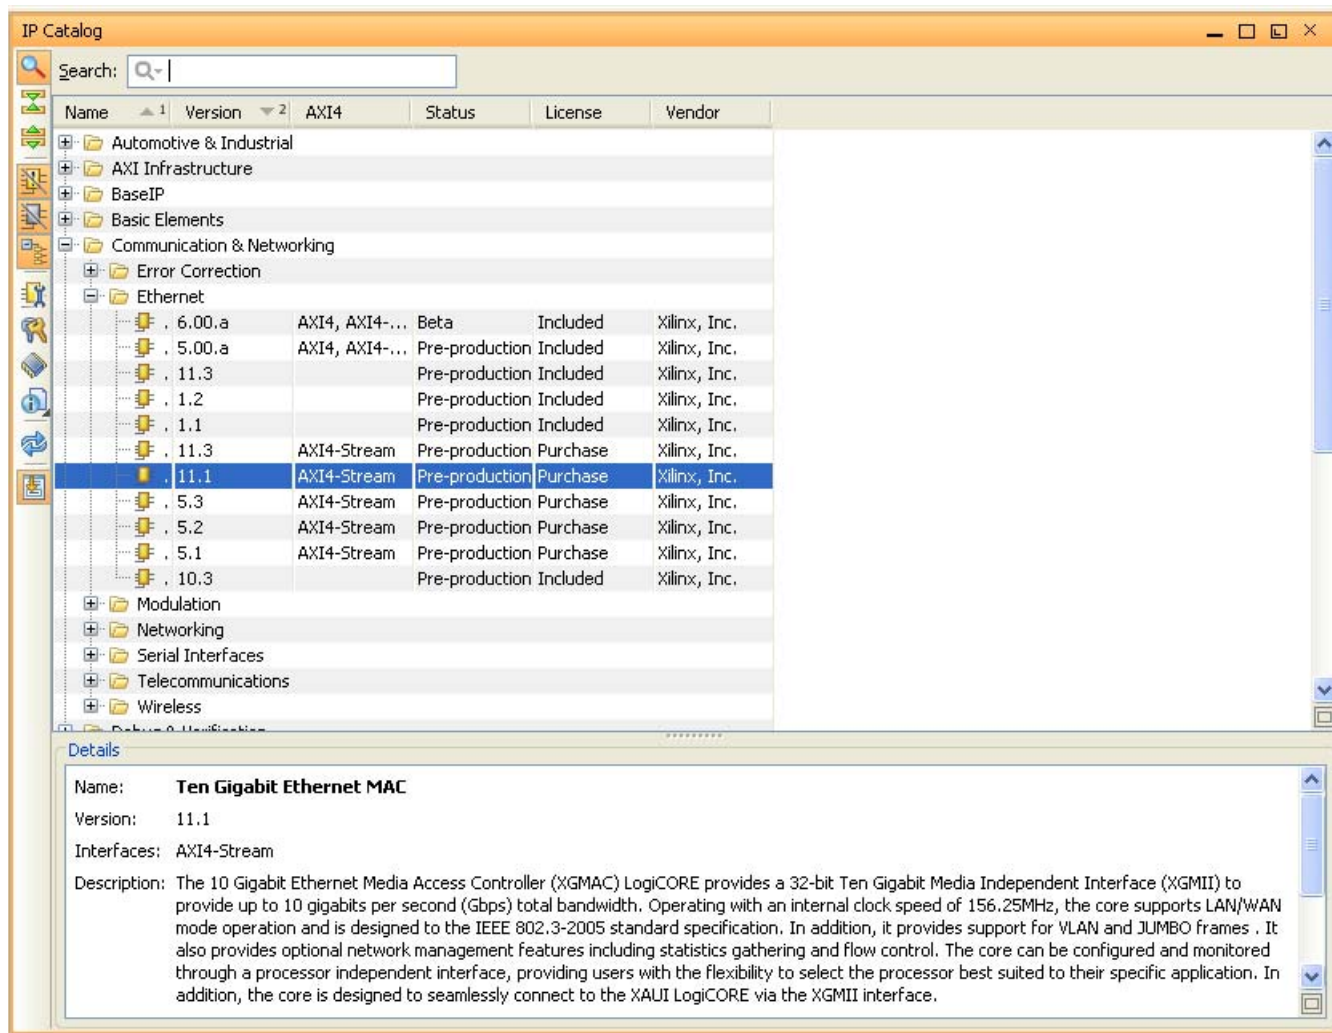 IP Catalog
Search:
Name 1 Version 2 AXI4 Status License Vendor
Automotive & Industrial
AXI Infrastructure
BaseIP
Basic Elements
Communication & Networking
Error Correction
Ethernet
. 6.00.a AXI4, AXI4-... Beta Included Xilinx, Inc.
. 5.00.a AXI4, AXI4-... Pre-production Included Xilinx, Inc.
. 11.3 Pre-production Included Xilinx, Inc.
. 1.2 Pre-production Included Xilinx, Inc.
. 1.1 Pre-production Included Xilinx, Inc.
. 11.3 AXI4-Stream Pre-production Purchase Xilinx, Inc.
. 11.1 AXI4-Stream Pre-production Purchase Xilinx, Inc.
. 5.3 AXI4-Stream Pre-production Purchase Xilinx, Inc.
. 5.2 AXI4-Stream Pre-production Purchase Xilinx, Inc.
. 5.1 AXI4-Stream Pre-production Purchase Xilinx, Inc.
. 10.3 Pre-production Included Xilinx, Inc.
Modulation
Networking
Serial Interfaces
Telecommunications
Wireless
Debug & Verification
Details
Name: Ten Gigabit Ethernet MAC
Version: 11.1
Interfaces: AXI4-Stream
Description: The 10 Gigabit Ethernet Media Access Controller (XGMAC) LogiCORE provides a 32-bit Ten Gigabit Media Independent Interface (XGMII) to
provide up to 10 gigabits per second (Gbps) total bandwidth. Operating with an internal clock speed of 156.25MHz, the core supports LAN/WAN
mode operation and is designed to the IEEE 802.3-2005 standard specification. In addition, it provides support for VLAN and JUMBO frames . It
also provides optional network management features including statistics gathering and flow control. The core can be configured and monitored
through a processor independent interface, providing users with the flexibility to select the processor best suited to their specific application. In
addition, the core is designed to seamlessly connect to the XAUI LogiCORE via the XGMII interface.